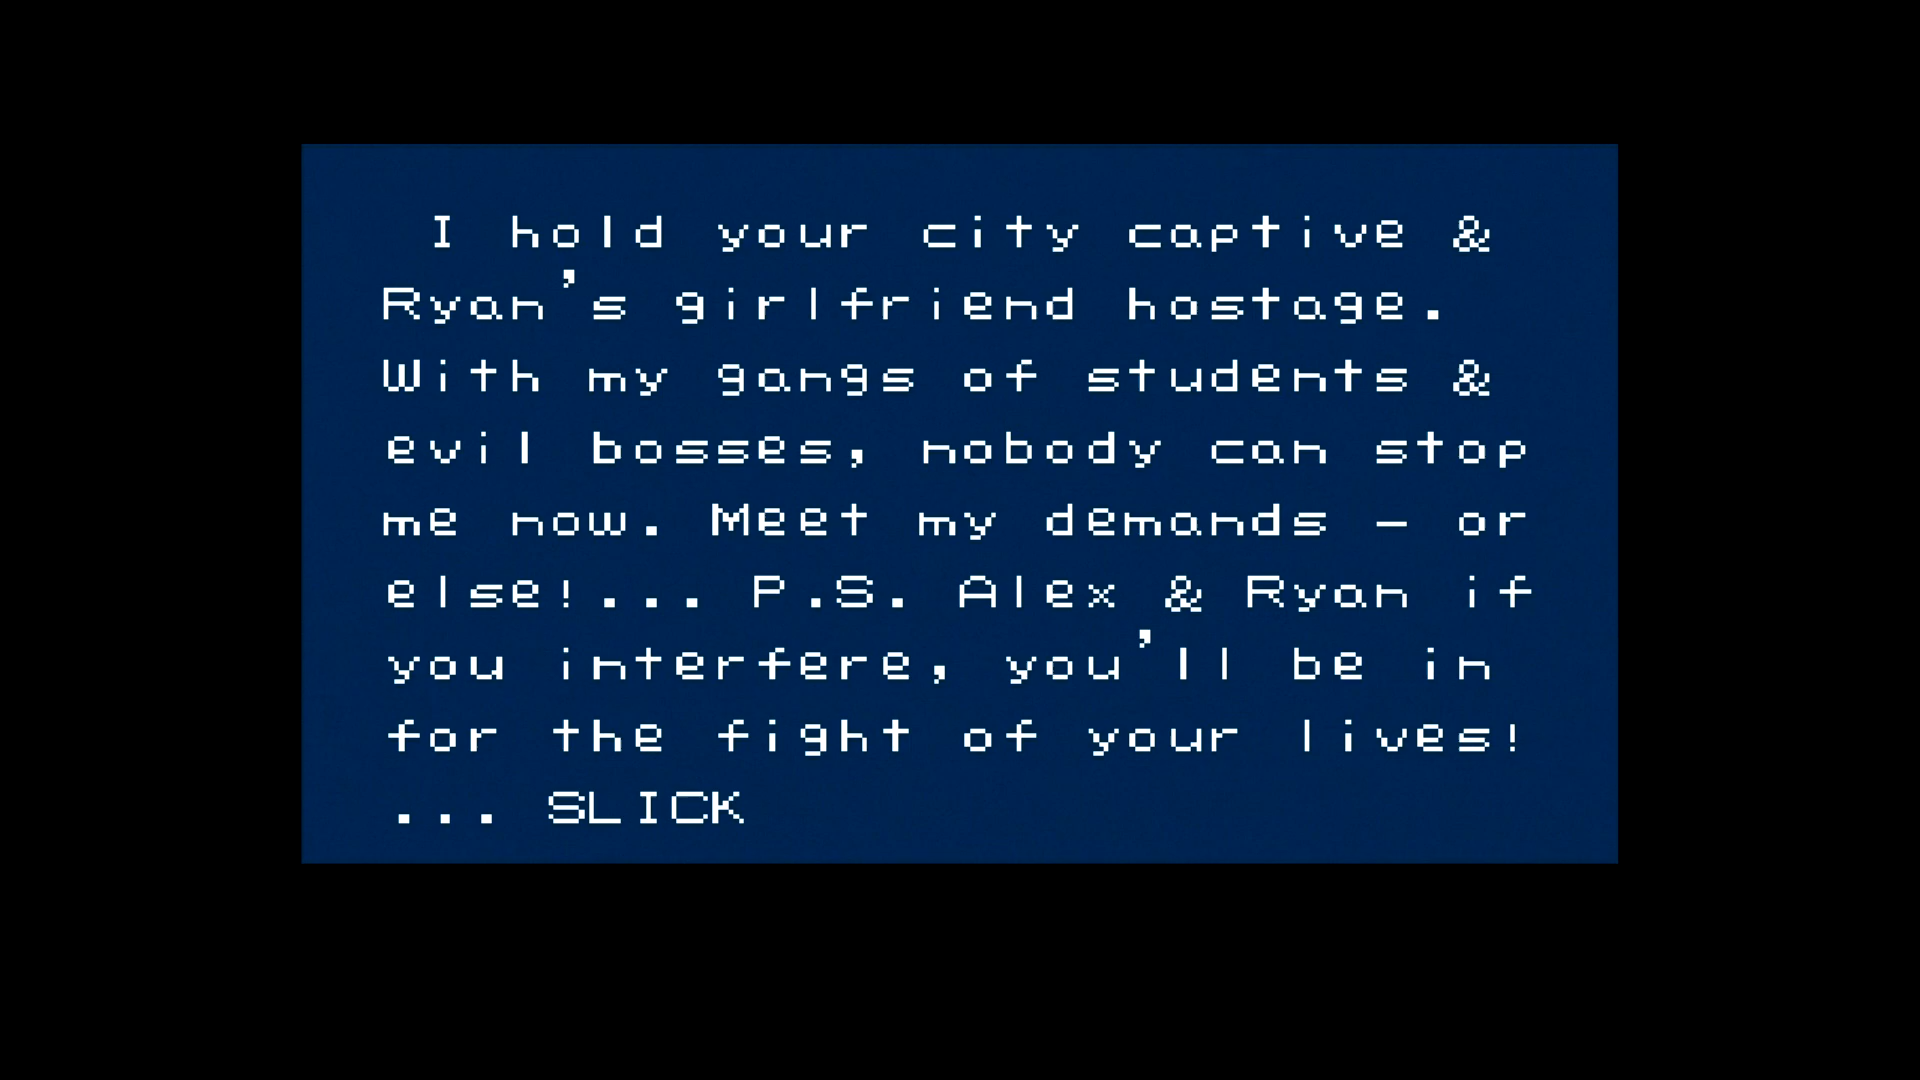 I hold your city captive &
Ryan's girlfriend hostage.
With my gangs of students &
evil bosses, nobody can stop
me now. Meet my demands - or
else!... P.S. Alex & Ryan if
you interfere, you'll be in
for the fight of your lives!
... SLICK